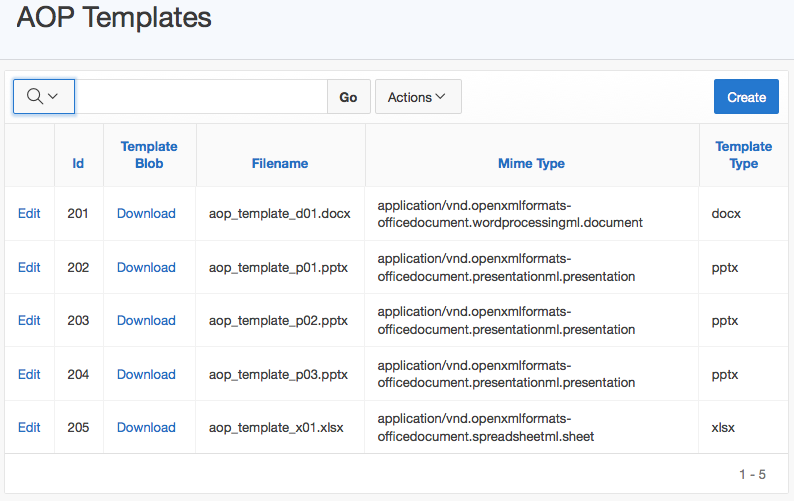 AOP Templates
Go Actions Create
Id Template Blob Filename Mime Type Template Type
Edit 201 Download aop_template_d01.docx application/vnd.openxmlformats-
officedocument.wordprocessingml.document docx
Edit 202 Download aop_template_p01.pptx application/vnd.openxmlformats-
officedocument.presentationml.presentation pptx
Edit 203 Download aop_template_p02.pptx application/vnd.openxmlformats-
officedocument.presentationml.presentation pptx
Edit 204 Download aop_template_p03.pptx application/vnd.openxmlformats-
officedocument.presentationml.presentation pptx
Edit 205 Download aop_template_x01.xlsx application/vnd.openxmlformats-
officedocument.spreadsheetml.sheet xlsx
1 - 5